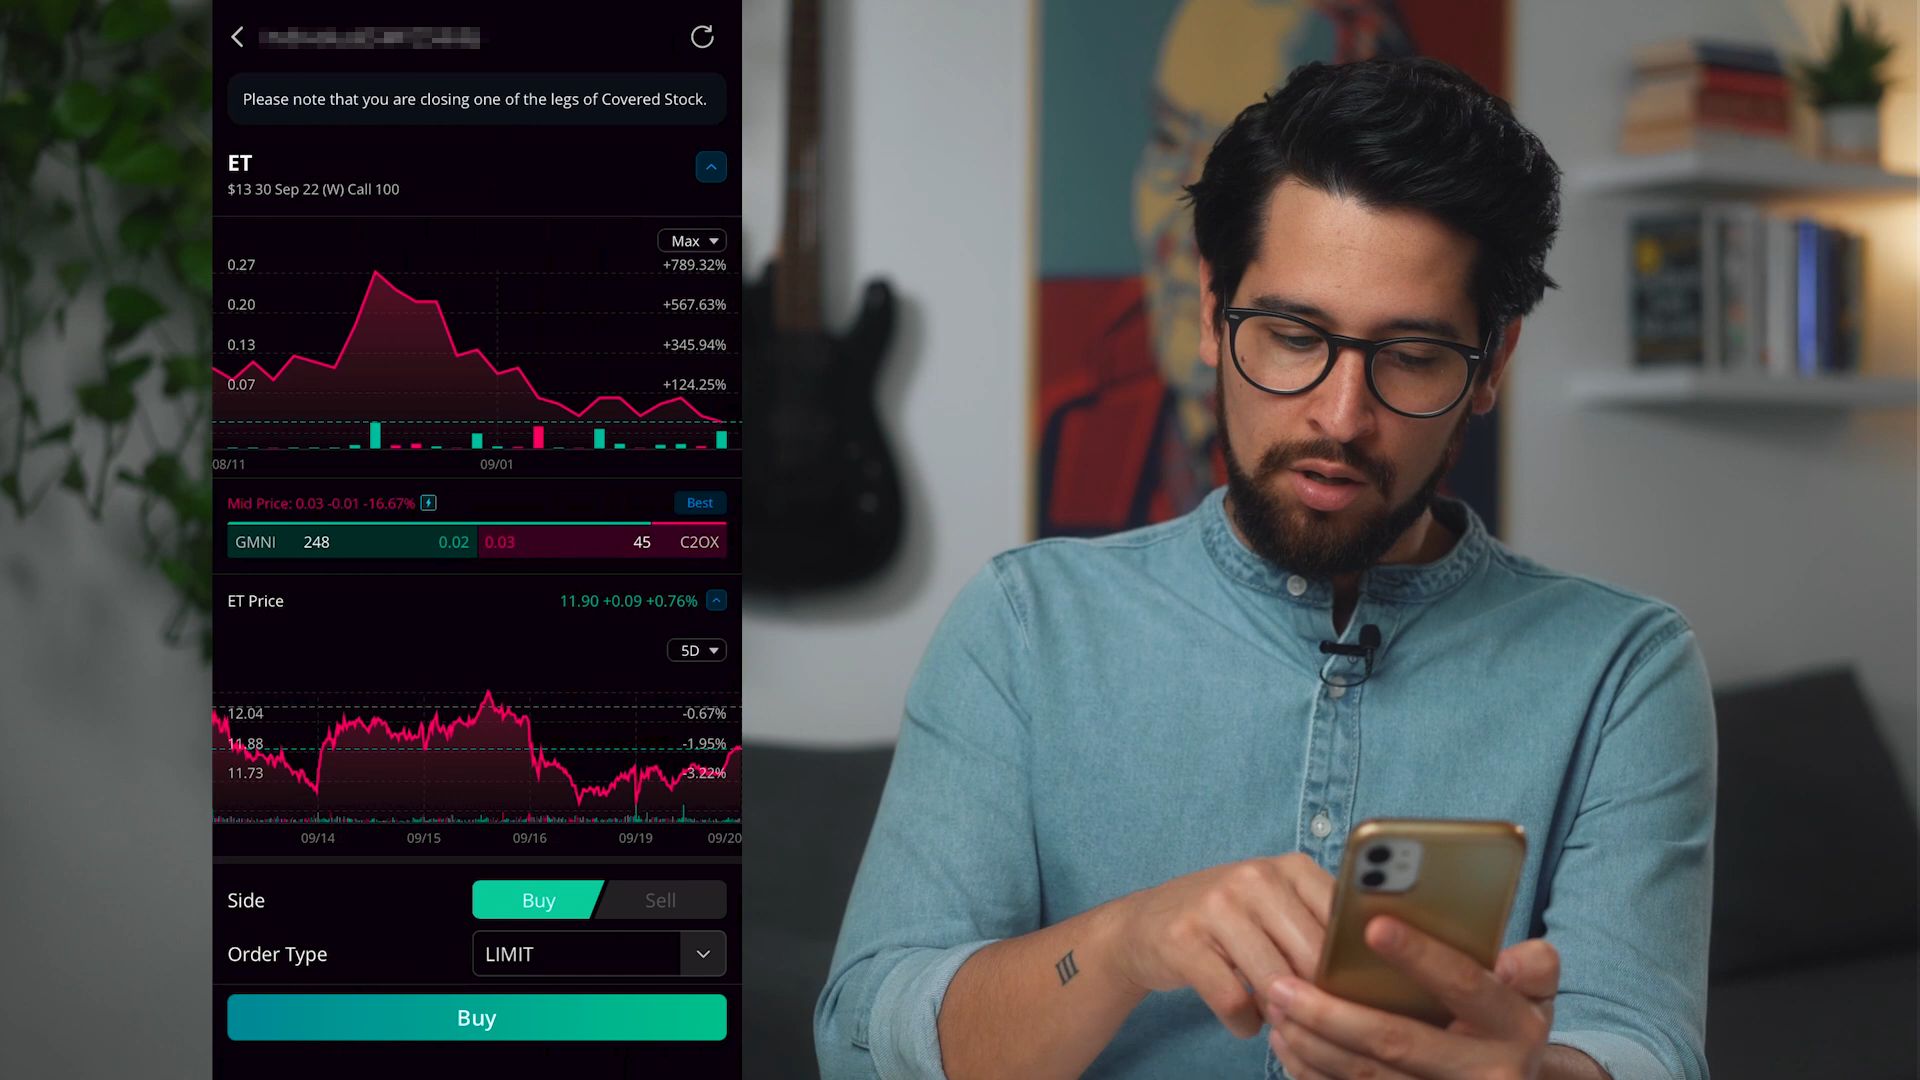 Please note that you are closing one of the legs of Covered Stock.
ET
$13 30 Sep 22 (W) Call 100
Max
0.27 +789.32%
0.20 +567.63%
0.13 +345.94%
0.07 +124.25%
08/11 09/01
Mid Price: 0.03 -0.01 -16.67% Best
GMNI 248 0.02 0.03 45 C2OX
ET Price 11.90 +0.09 +0.76%
5D
12.04 -0.67%
11.88 -1.95%
11.73 -3.22%
09/14 09/15 09/16 09/19 09/20
Side Buy Sell
Order Type LIMIT
Buy